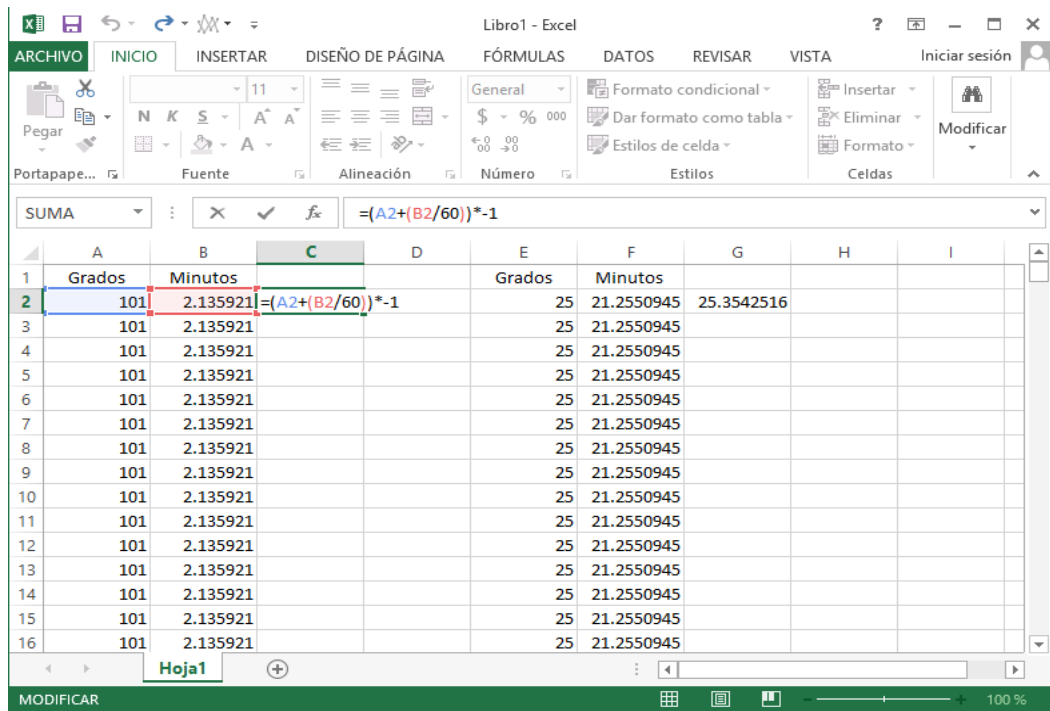 Libro1 - Excel ?
ARCHIVO INICIO INSERTAR DISEÑO DE PÁGINA FÓRMULAS DATOS REVISAR VISTA Iniciar sesión
Pegar
N K S 11 A A
A
General
$ % 000
Formato condicional
Dar formato como tabla
Estilos de celda
Insertar
Eliminar
Formato
Modificar
Portapape... Fuente Alineación Número Estilos Celdas
SUMA fx =(A2+(B2/60))*-1
A B C D E F G H I
1 Grados Minutos Grados Minutos
2 101 2.135921 =(A2+(B2/60))*-1 25 21.2550945 25.3542516
3 101 2.135921 25 21.2550945
4 101 2.135921 25 21.2550945
5 101 2.135921 25 21.2550945
6 101 2.135921 25 21.2550945
7 101 2.135921 25 21.2550945
8 101 2.135921 25 21.2550945
9 101 2.135921 25 21.2550945
10 101 2.135921 25 21.2550945
11 101 2.135921 25 21.2550945
12 101 2.135921 25 21.2550945
13 101 2.135921 25 21.2550945
14 101 2.135921 25 21.2550945
15 101 2.135921 25 21.2550945
16 101 2.135921 25 21.2550945
Hoja1
MODIFICAR 100 %